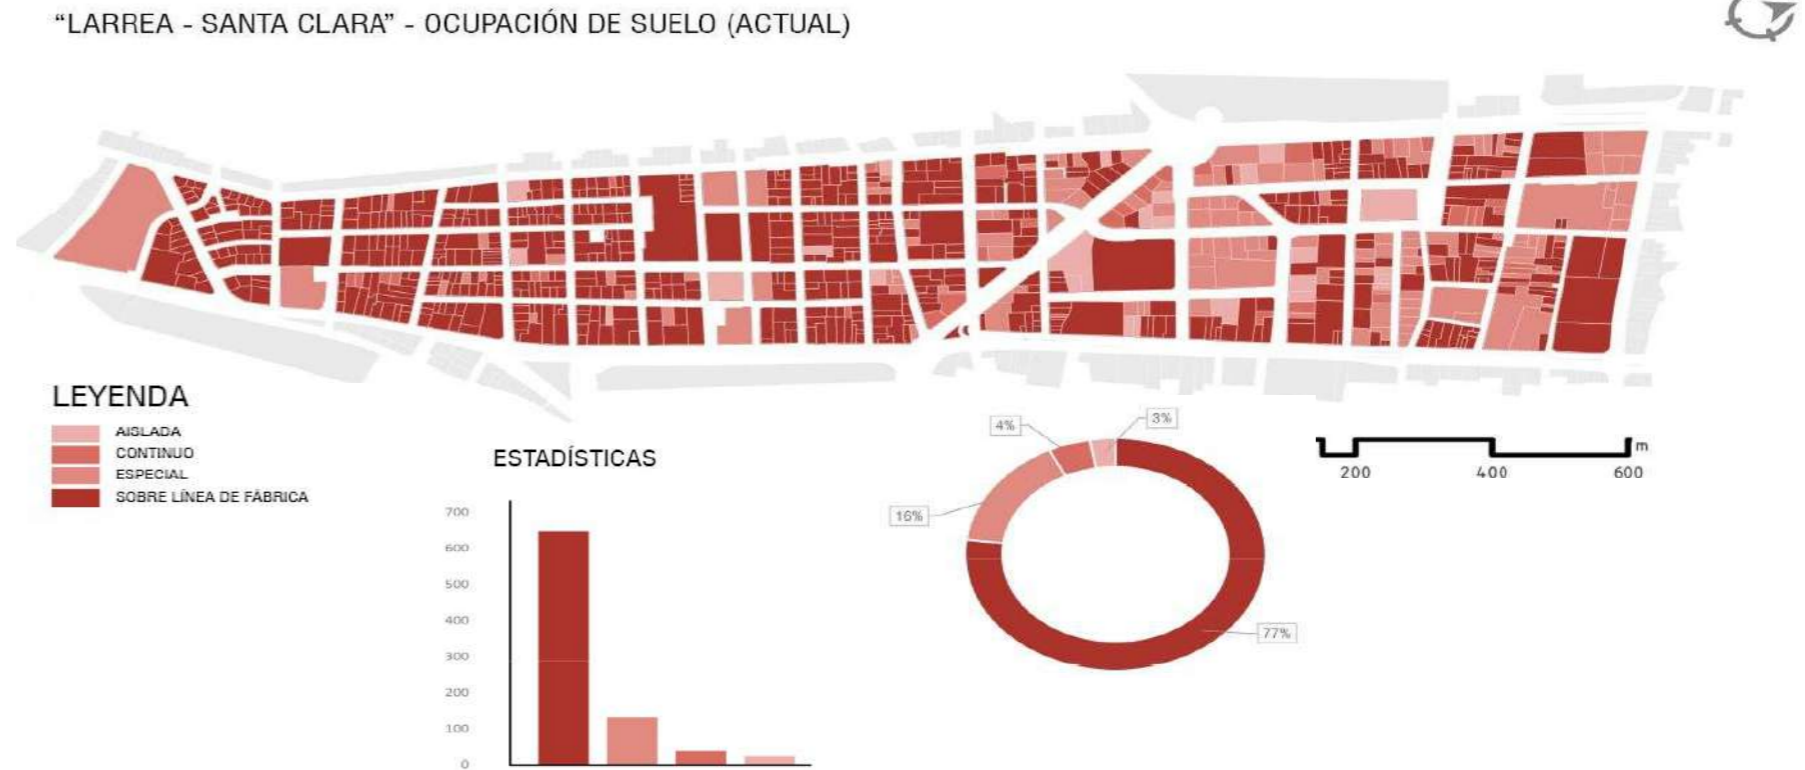 “LARREA - SANTA CLARA” - OCUPACIÓN DE SUELO (ACTUAL)
LEYENDA
AISLADA
CONTINUO
ESPECIAL
SOBRE LÍNEA DE FÁBRICA
ESTADÍSTICAS
700
600
500
400
300
200
100
0
4%
3%
16%
77%
m
200 400 600